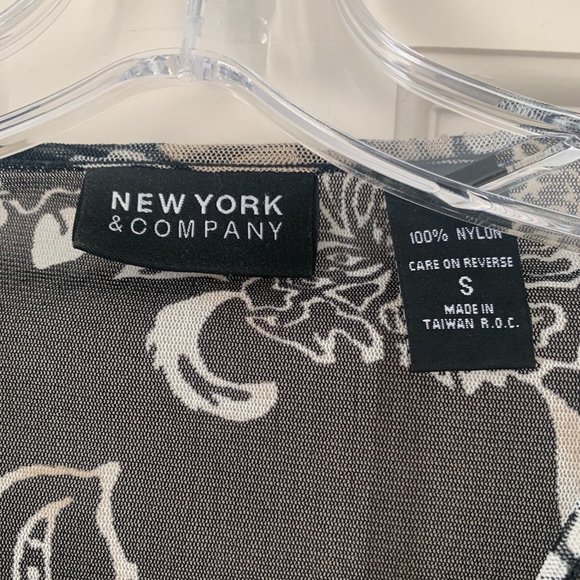 NEW YORK
& COMPANY
100% NYLON
CARE ON REVERSE
S
MADE IN
TAIWAN R.O.C.